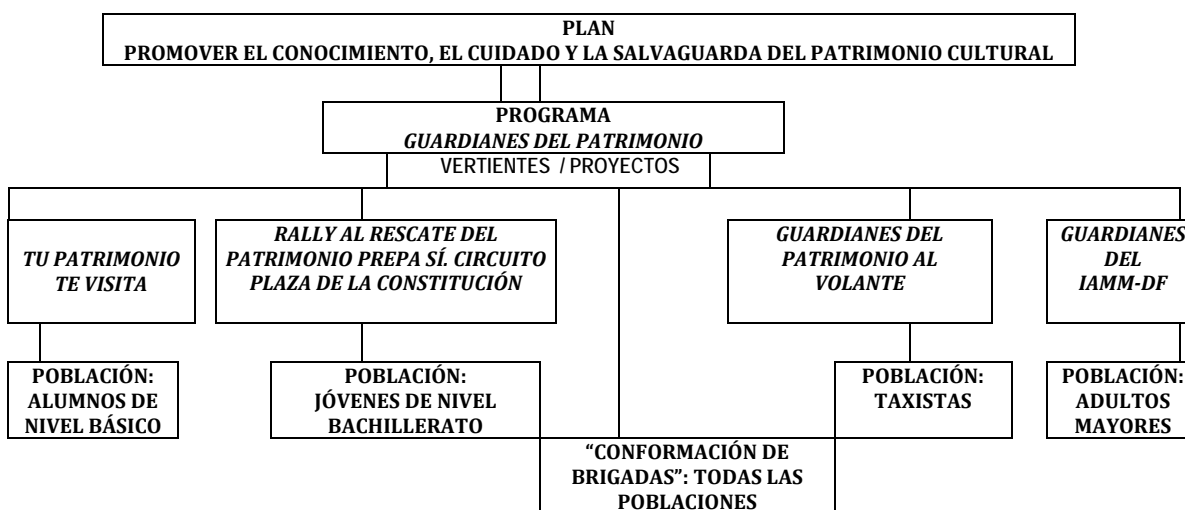 PLAN
PROMOVER EL CONOCIMIENTO, EL CUIDADO Y LA SALVAGUARDA DEL PATRIMONIO CULTURAL
PROGRAMA
GUARDIANES DEL PATRIMONIO
VERTIENTES / PROYECTOS
TU PATRIMONIO
TE VISITA
RALLY AL RESCATE DEL
PATRIMONIO PREPA SÍ. CIRCUITO
PLAZA DE LA CONSTITUCIÓN
GUARDIANES DEL
PATRIMONIO AL
VOLANTE
GUARDIANES
DEL
IAMM-DF
POBLACIÓN:
ALUMNOS DE
NIVEL BÁSICO
POBLACIÓN:
JÓVENES DE NIVEL
BACHILLERATO
POBLACIÓN:
TAXISTAS
POBLACIÓN:
ADULTOS
MAYORES
“CONFORMACIÓN DE
BRIGADAS”: TODAS LAS
POBLACIONES